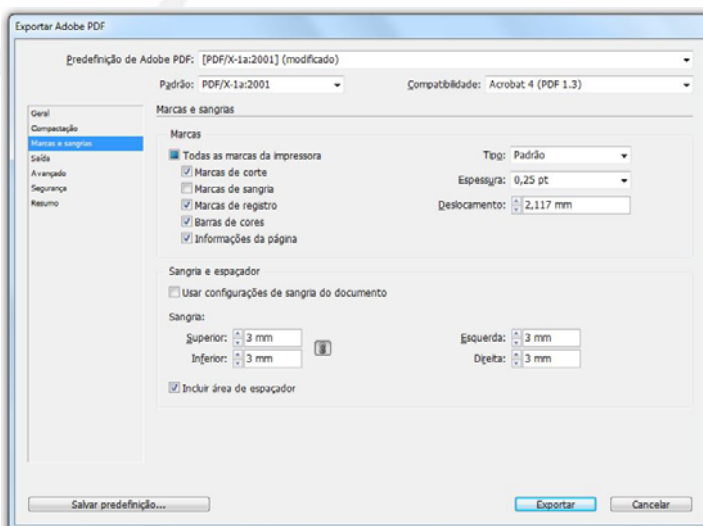 Exportar Adobe PDF
Predefinição de Adobe PDF: [PDF/X-1a:2001] (modificado)
Padrão: PDF/X-1a:2001 Compatibilidade: Acrobat 4 (PDF 1.3)
Geral
Compactação
Marcas e sangrias
Saída
Avançado
Segurança
Resumo
Marcas e sangrias
Marcas
Todas as marcas da impressora
Marcas de corte
Marcas de sangria
Marcas de registro
Barras de cores
Informações da página
Tipo: Padrão
Espessura: 0,25 pt
Deslocamento: 2,117 mm
Sangria e espaçador
Usar configurações de sangria do documento
Sangria:
Superior: 3 mm Esquerda: 3 mm
Inferior: 3 mm Direita: 3 mm
Incluir área de espaçador
Salvar predefinição... Exportar Cancelar